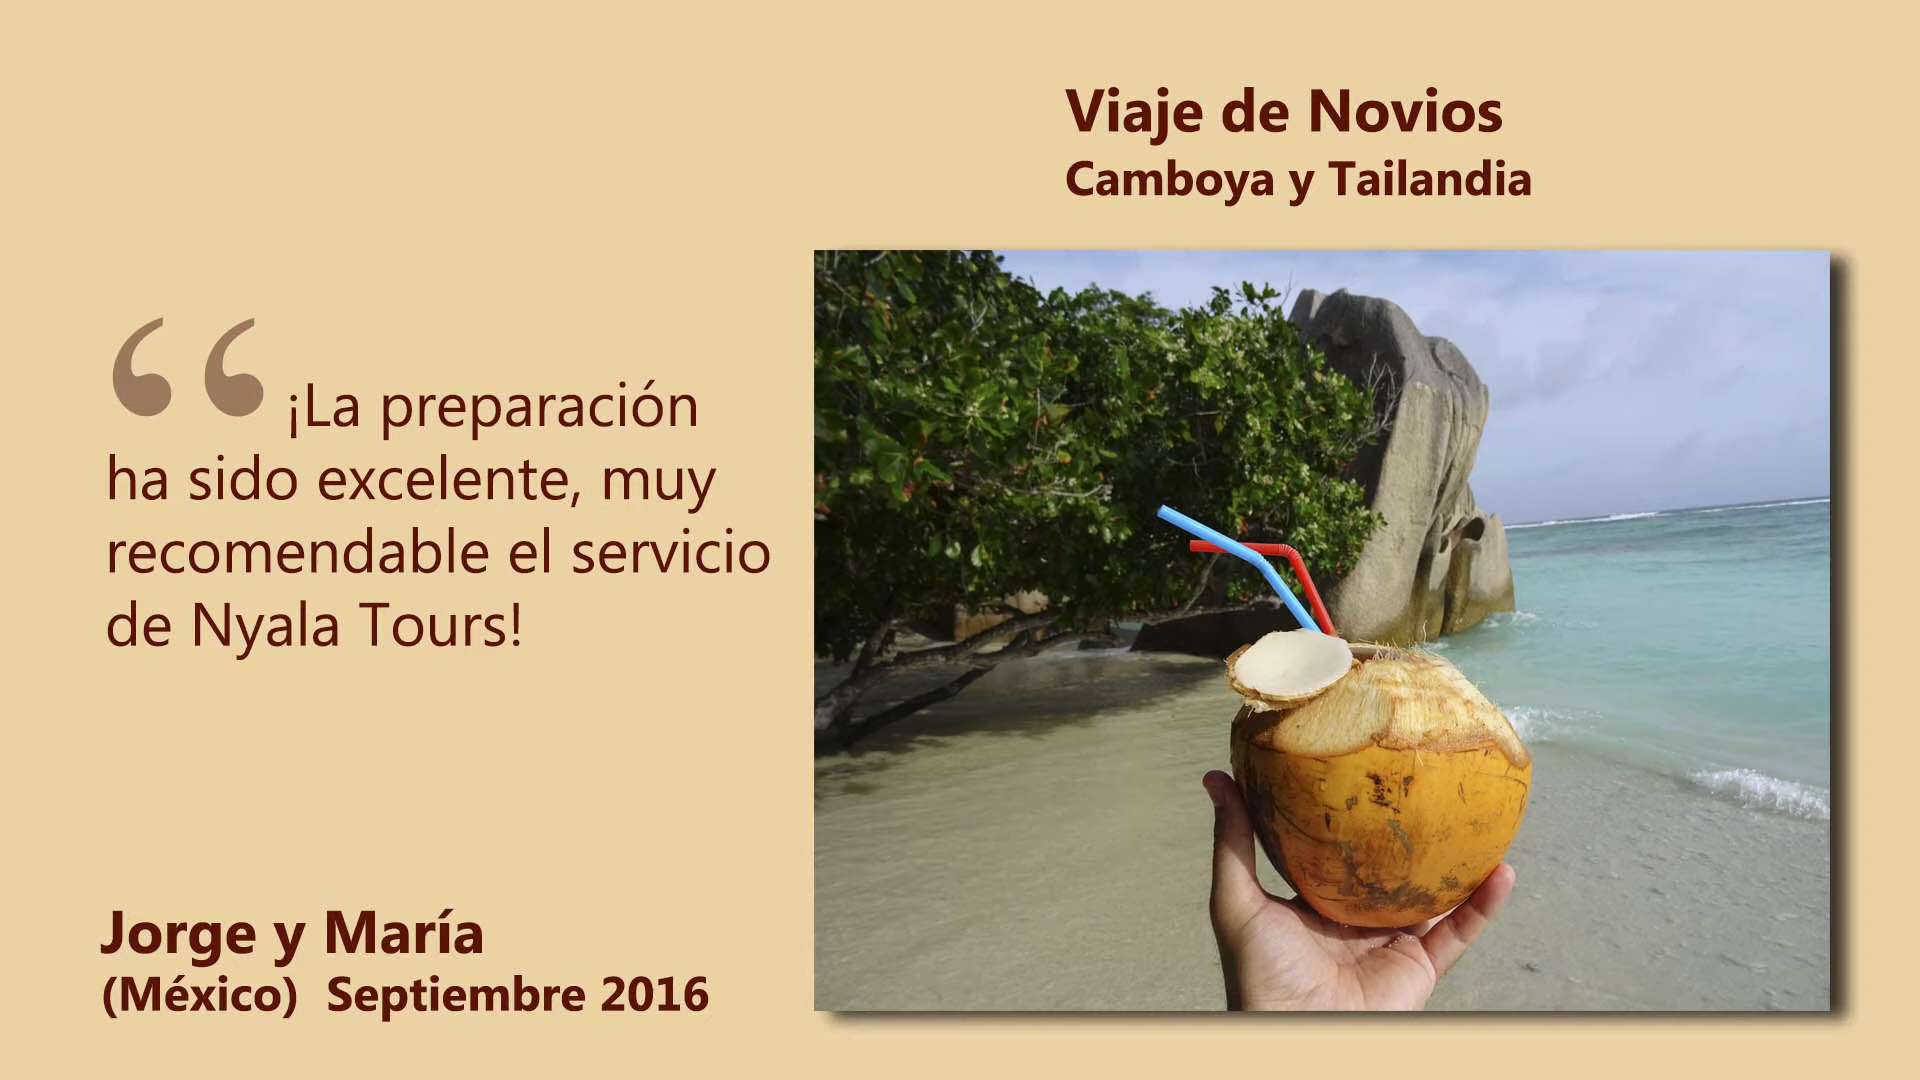 Viaje de Novios
Camboya y Tailandia
“ ¡La preparación
ha sido excelente, muy
recomendable el servicio
de Nyala Tours!
Jorge y María
(México) Septiembre 2016